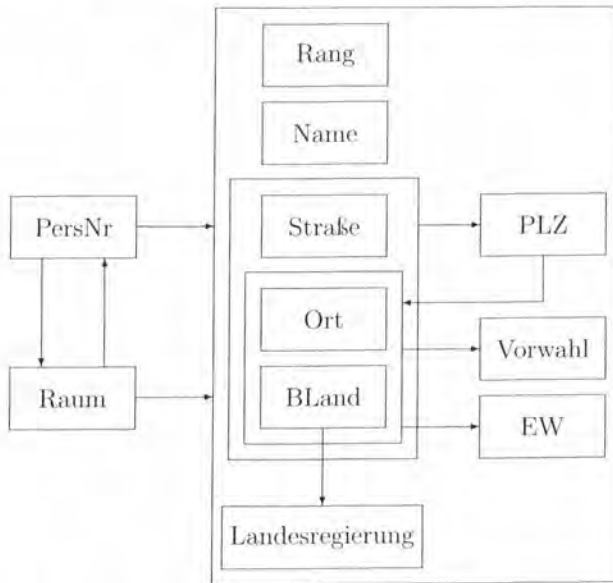 Rang
Name
PersNr
Straße
PLZ
Ort
Vorwahl
Raum
BLand
EW
Landesregierung